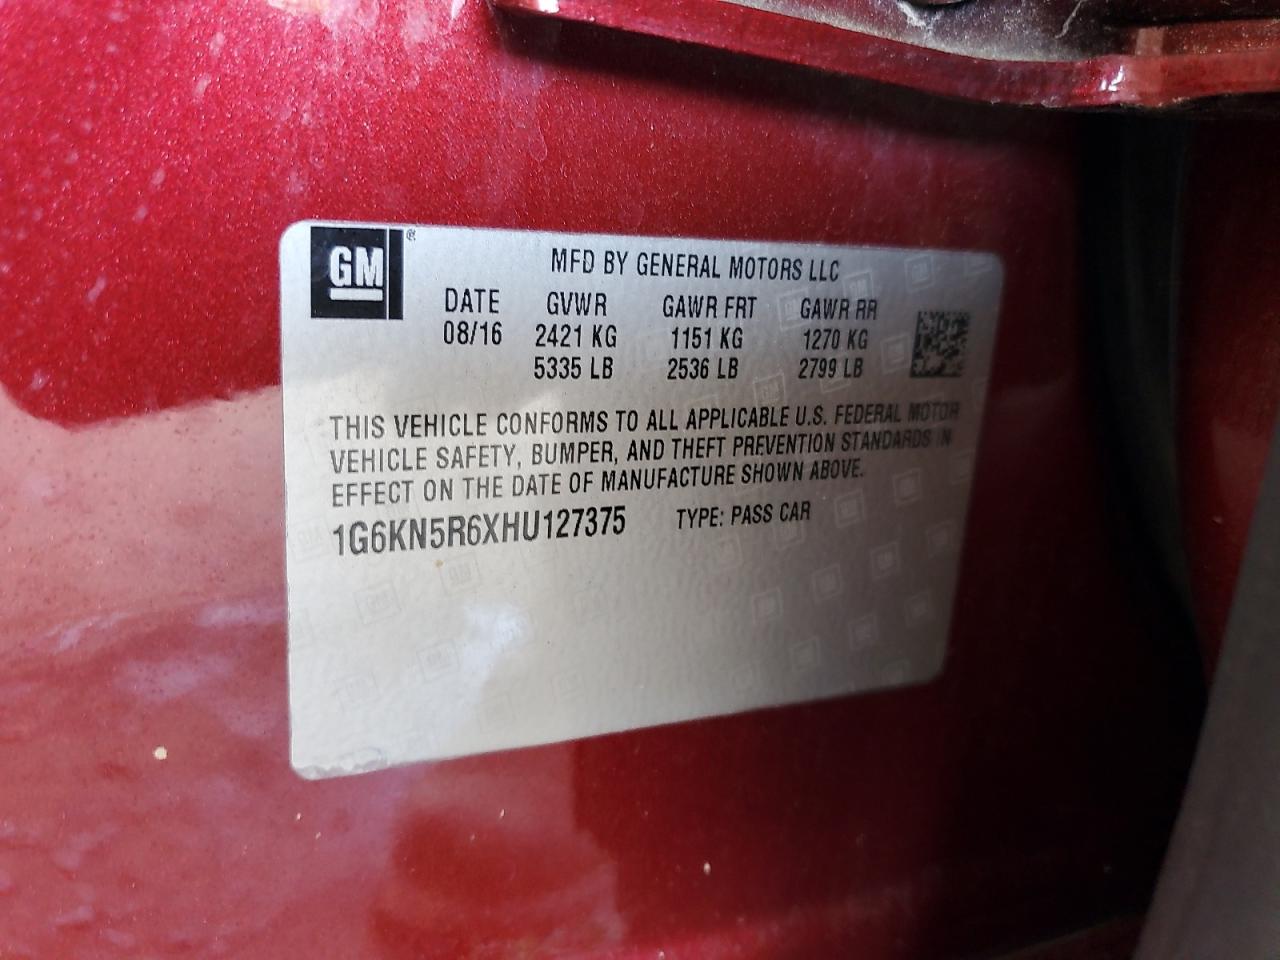 GM ®
MFD BY GENERAL MOTORS LLC
DATE GVWR GAWR FRT GAWR RR
08/16 2421 KG 1151 KG 1270 KG
5335 LB 2536 LB 2799 LB
THIS VEHICLE CONFORMS TO ALL APPLICABLE U.S. FEDERAL MOTOR
VEHICLE SAFETY, BUMPER, AND THEFT PREVENTION STANDARDS IN
EFFECT ON THE DATE OF MANUFACTURE SHOWN ABOVE.
1G6KN5R6XHU127375 TYPE: PASS CAR